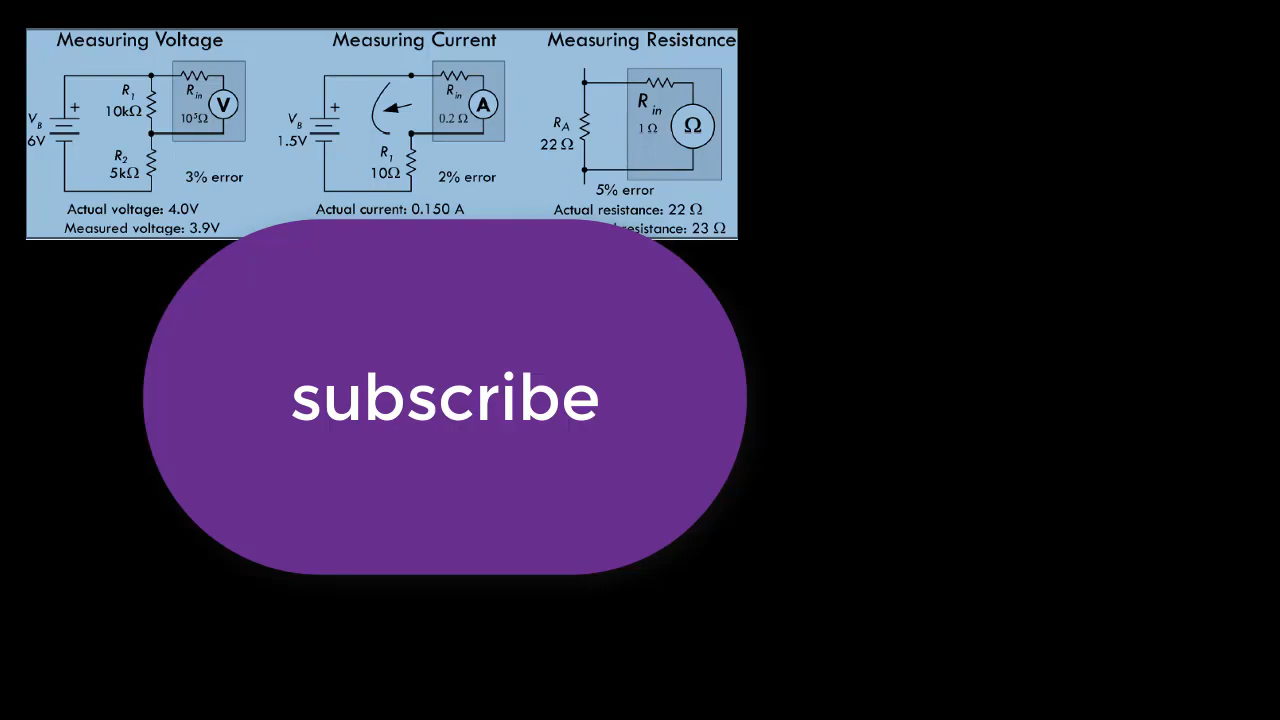 Measuring Voltage
Measuring Current
Measuring Resistance
R1
10kΩ
Rin
10⁵Ω
V
VB
6V
+
R2
5kΩ
3% error
Actual voltage: 4.0V
Measured voltage: 3.9V
VB
1.5V
+
Rin
0.2 Ω
A
R1
10Ω
2% error
Actual current: 0.150 A
RA
22 Ω
Rin
1 Ω
Ω
5% error
Actual resistance: 22 Ω
resistance: 23 Ω
subscribe